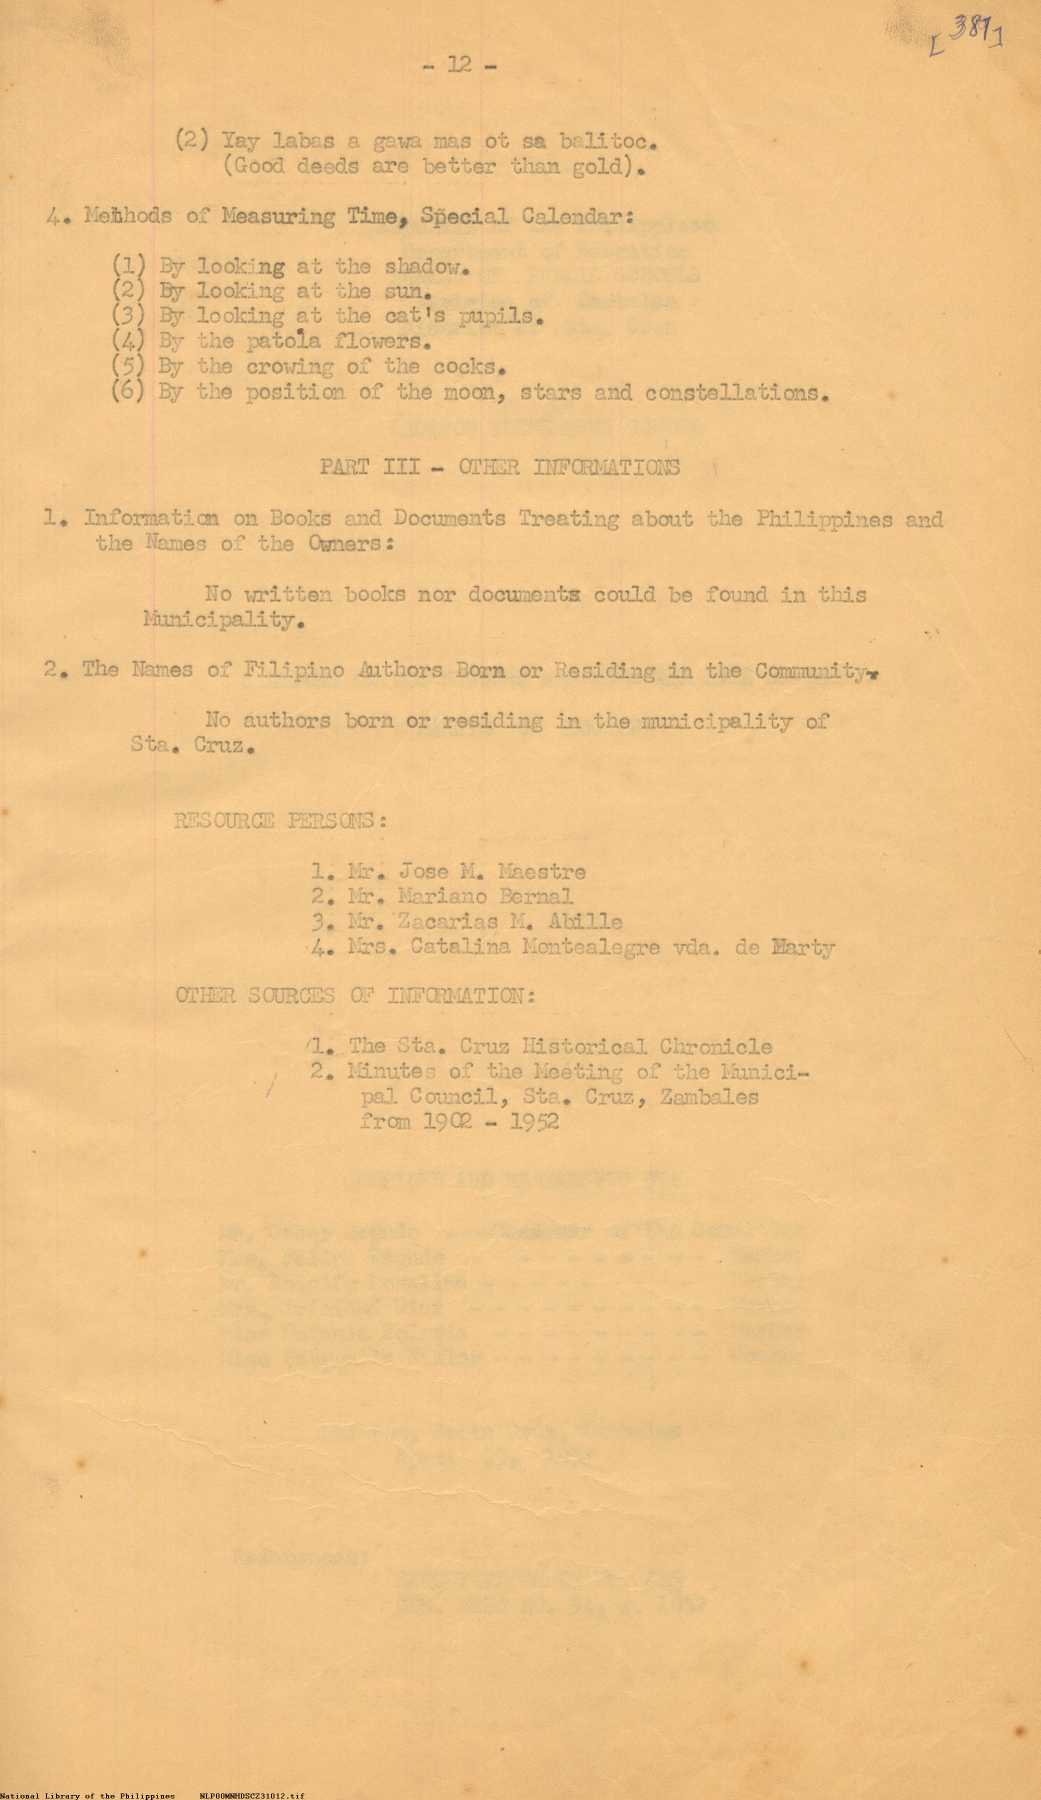 [387]
- 12 -
(2) Yay labas a gawa mas ot sa balitoc.
(Good deeds are better than gold).
4. Methods of Measuring Time, Special Calendar:
(1) By looking at the shadow.
(2) By looking at the sun.
(3) By looking at the cat's pupils.
(4) By the patola flowers.
(5) By the crowing of the cocks.
(6) By the position of the moon, stars and constellations.
PART III - OTHER INFORMATIONS
1. Information on Books and Documents Treating about the Philippines and
the Names of the Owners:
No written books nor documents could be found in this
Municipality.
2. The Names of Filipino Authors Born or Residing in the Community.
No authors born or residing in the municipality of
Sta. Cruz.
RESOURCE PERSONS:
1. Mr. Jose M. Maestre
2. Mr. Mariano Bernal
3. Mr. Zacarias M. Abille
4. Mrs. Catalina Montealegre vda. de Marty
OTHER SOURCES OF INFORMATION:
1. The Sta. Cruz Historical Chronicle
2. Minutes of the Meeting of the Munici-
pal Council, Sta. Cruz, Zambales
from 1902 - 1952
National Library of the Philippines NLP00MNHDSCZ31012.tif